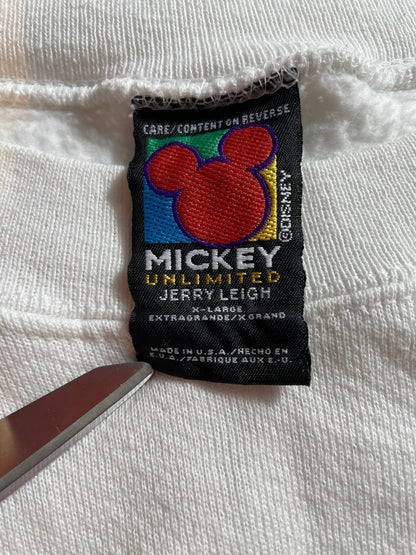 CARE/CONTENT ON REVERSE
©DISNEY
MICKEY
UNLIMITED
JERRY LEIGH
X-LARGE
EXTRAGRANDE/X GRAND
MADE IN U.S.A./HECHO EN
E.U.A./FABRIQUE AUX E.-U.